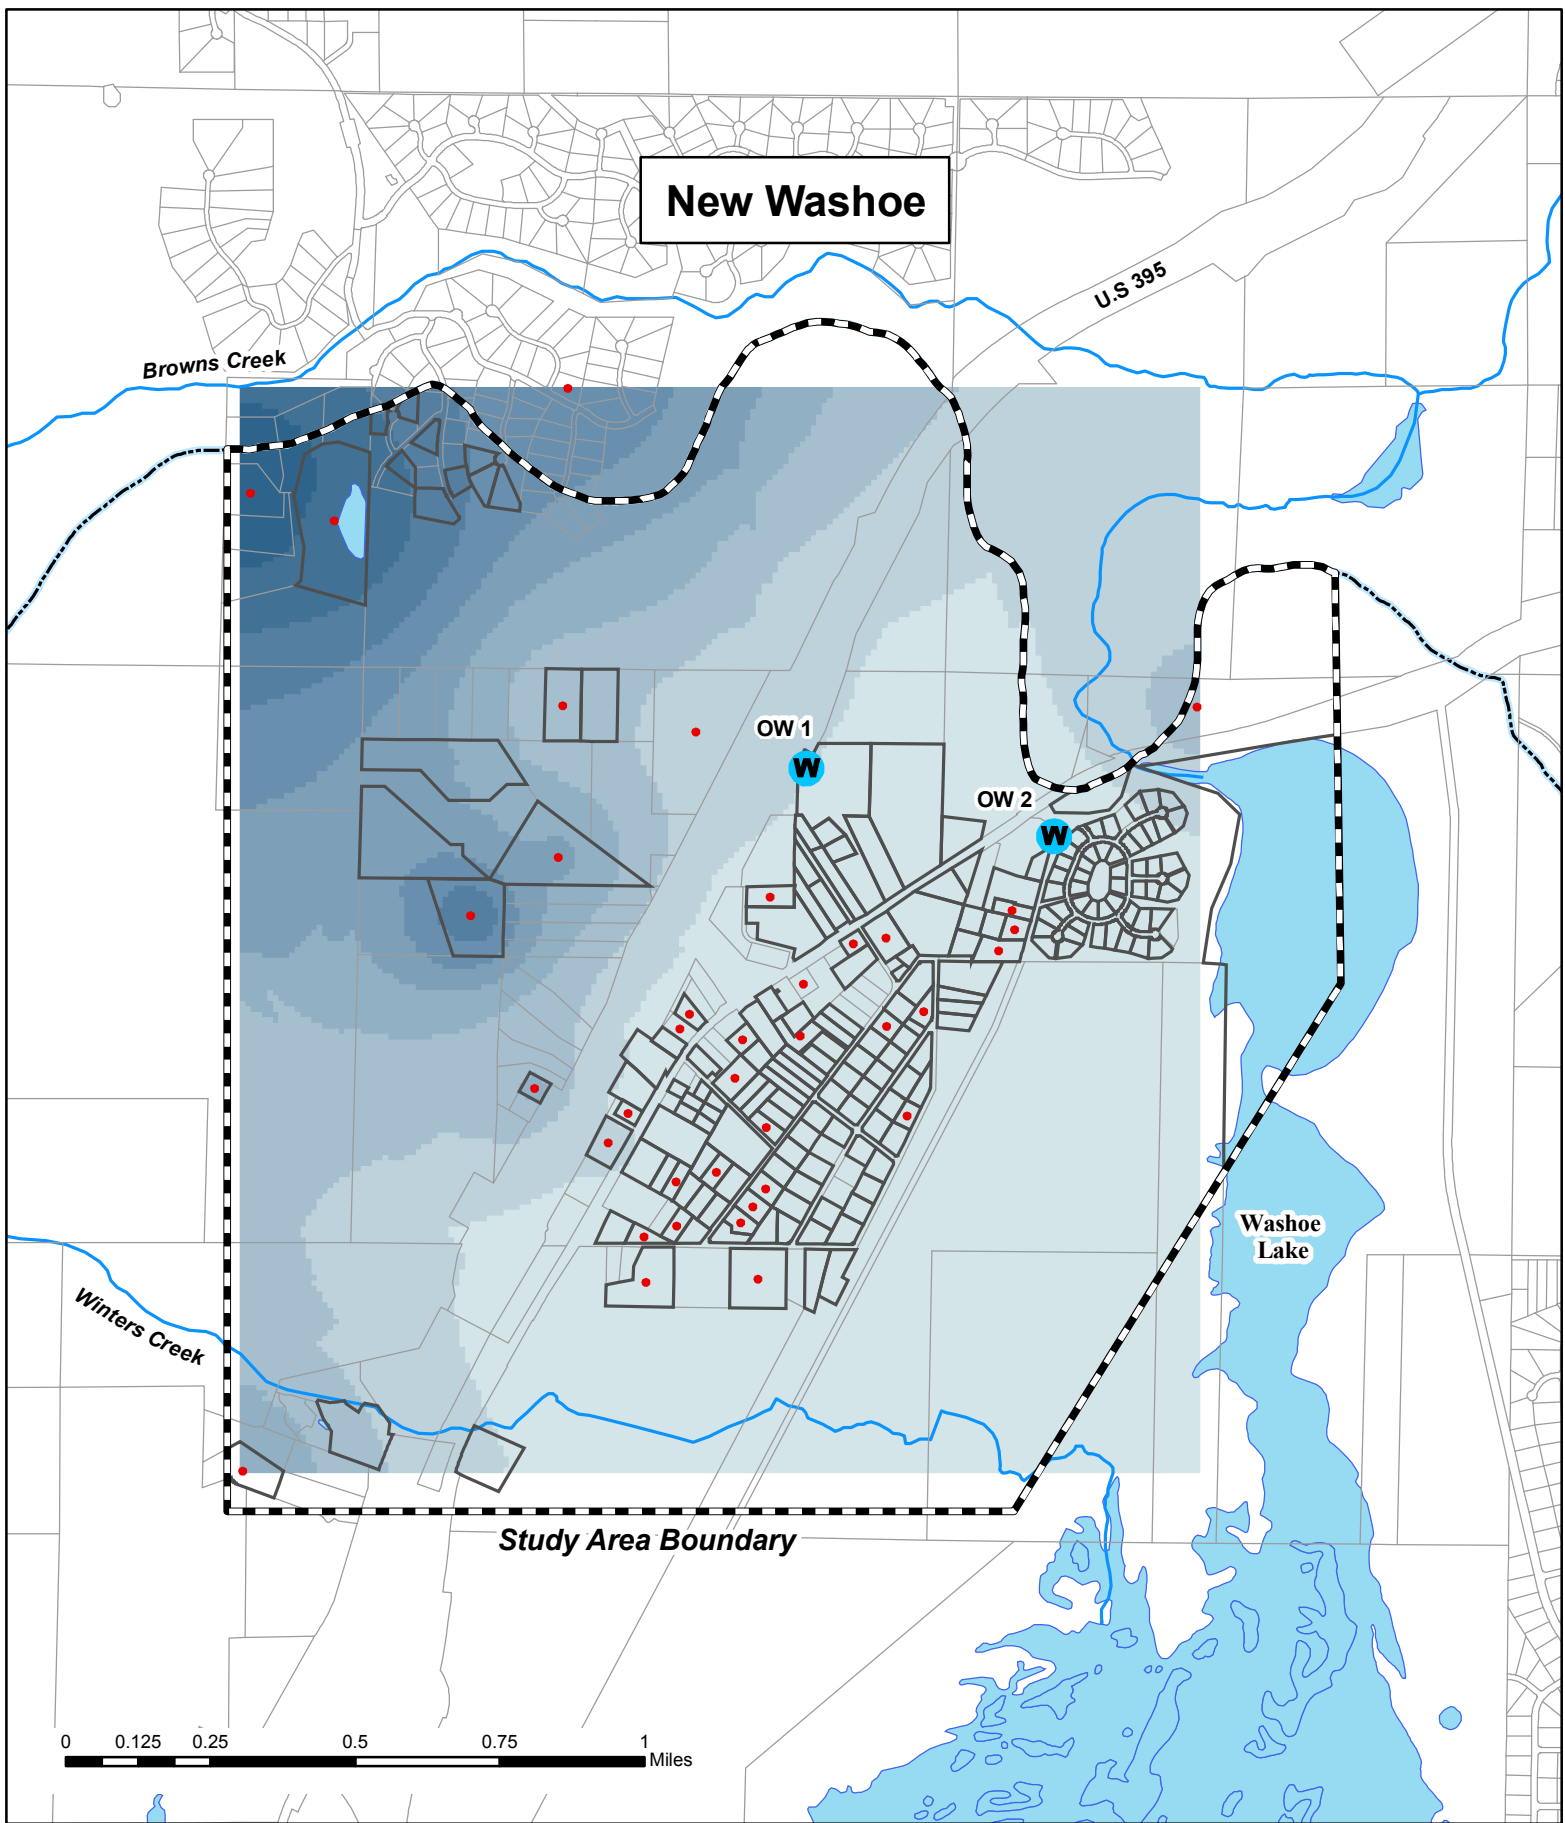 New Washoe
U.S 395
Browns Creek
OW 1
W
OW 2
W
Washoe
Lake
Winters Creek
Study Area Boundary
0 0.125 0.25 0.5 0.75 1
Miles